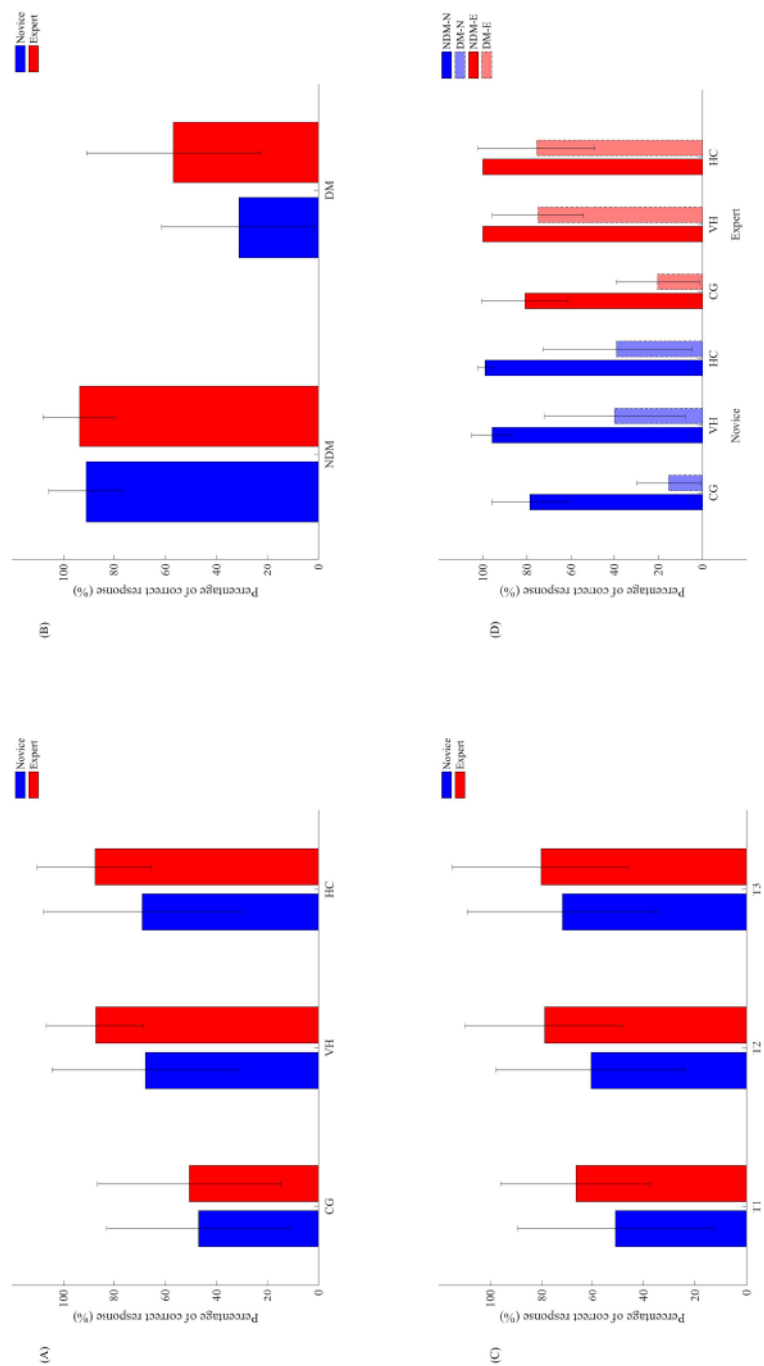 (A)
Percentage of correct response (%)
100
80
60
40
20
0
CG
VH
HC
Novice
Expert
(B)
Percentage of correct response (%)
100
80
60
40
20
0
NDM
DM
Novice
Expert
(C)
Percentage of correct response (%)
100
80
60
40
20
0
T1
T2
T3
Novice
Expert
(D)
Percentage of correct response (%)
100
80
60
40
20
0
CG
VH
HC
CG
VH
HC
Novice
Expert
NDM-N
DM-N
NDM-E
DM-E